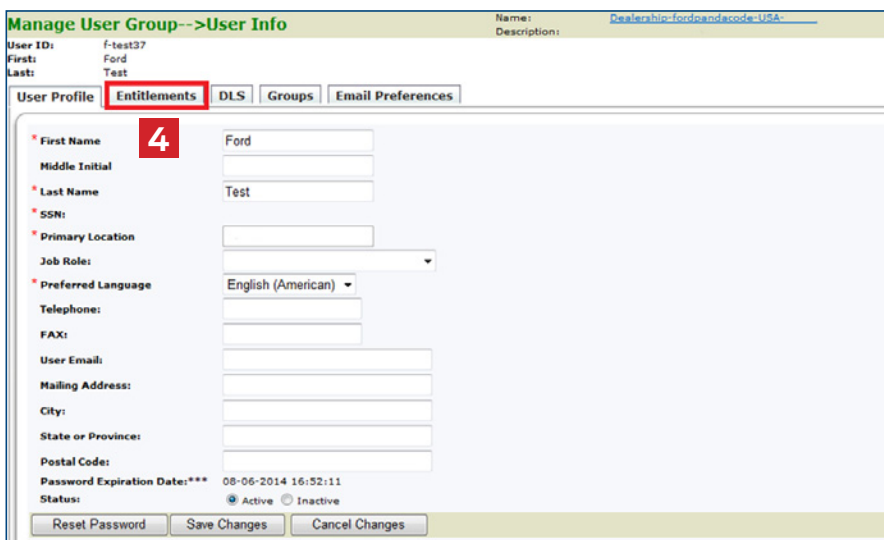 Manage User Group-->User Info
Name: Dealership-fordpandacode-USA-
Description:
User ID: f-test37
First: Ford
Last: Test
User Profile Entitlements DLS Groups Email Preferences
4
* First Name Ford
Middle Initial
* Last Name Test
* SSN:
* Primary Location
Job Role:
* Preferred Language English (American)
Telephone:
FAX:
User Email:
Mailing Address:
City:
State or Province:
Postal Code:
Password Expiration Date:*** 08-06-2014 16:52:11
Status: Active Inactive
Reset Password Save Changes Cancel Changes